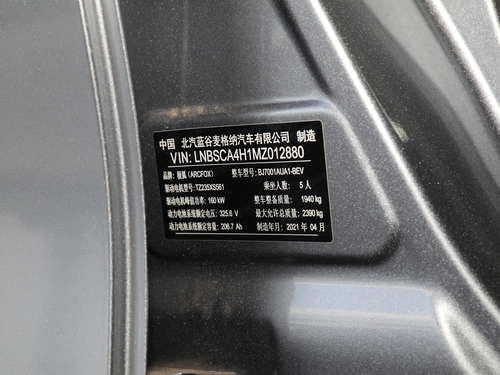 中国 北汽蓝谷麦格纳汽车有限公司 制造
VIN: LNBSCA4H1MZ012880
品牌：极狐 (ARCFOX) 整车型号：BJ7001AUA1-BEV
驱动电机型号：TZ235XS561 乘坐人数： 5 人
驱动电机峰值功率：160 kW 整车整备质量： 1940 kg
动力电池系统额定电压：325.6 V 最大允许总质量：2390 kg
动力电池系统额定容量：206.7 Ah 制造年月：2021 年 04 月